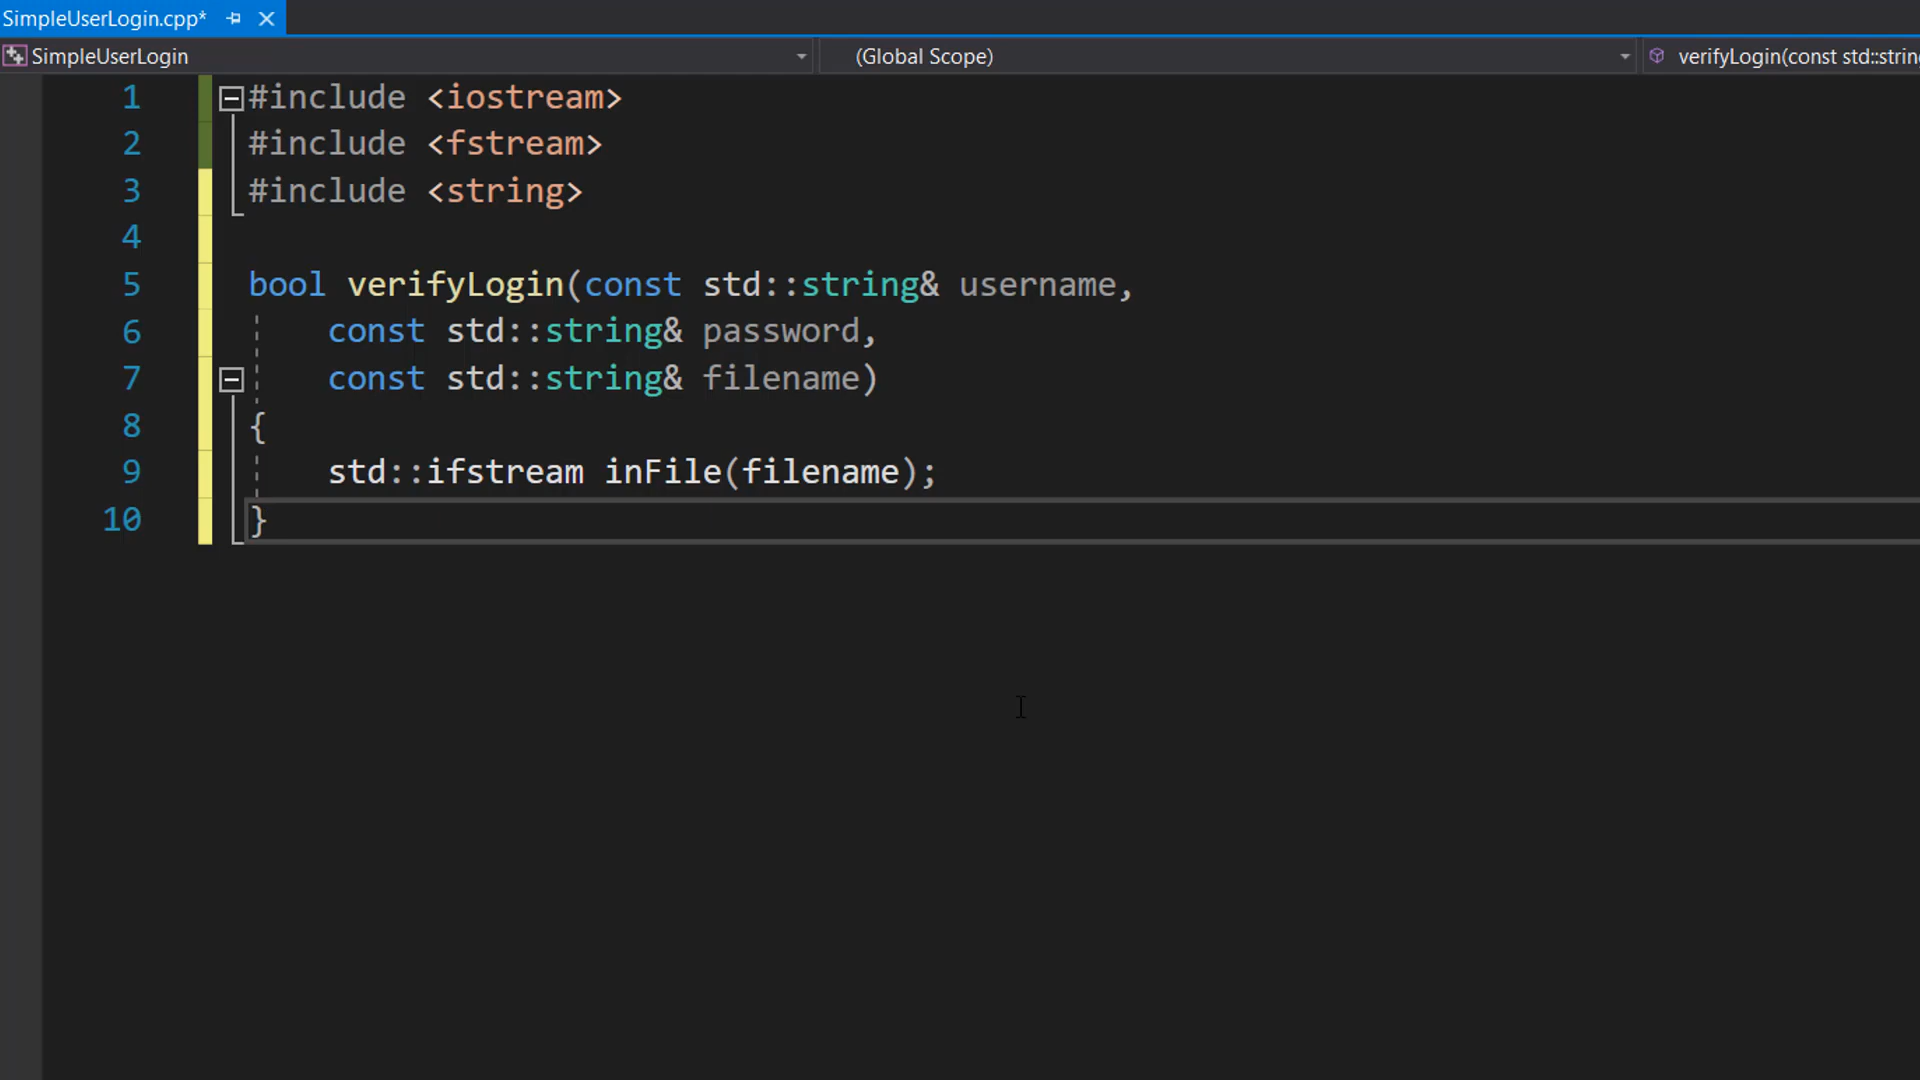 SimpleUserLogin.cpp*
SimpleUserLogin (Global Scope) verifyLogin(const std::string
1 #include <iostream>
2 #include <fstream>
3 #include <string>
4
5 bool verifyLogin(const std::string& username,
6 const std::string& password,
7 const std::string& filename)
8 {
9 std::ifstream inFile(filename);
10 }